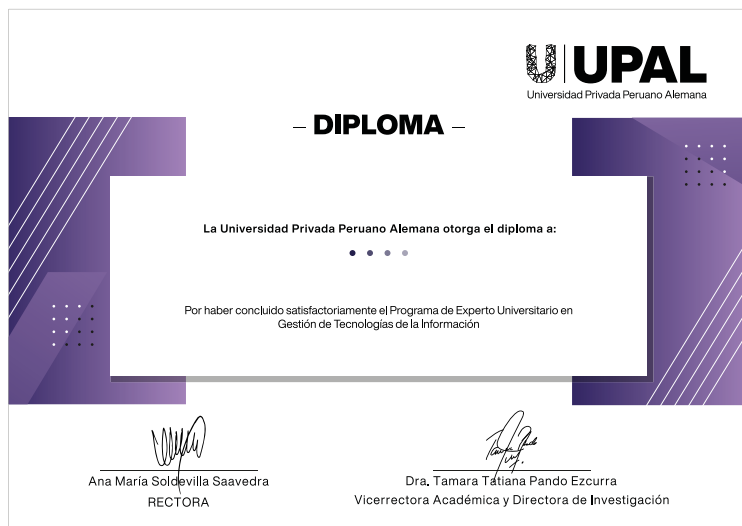 UPAL
Universidad Privada Peruano Alemana
– DIPLOMA –
La Universidad Privada Peruano Alemana otorga el diploma a:
Por haber concluido satisfactoriamente el Programa de Experto Universitario en
Gestión de Tecnologías de la Información
Ana María Soldevilla Saavedra
RECTORA
Dra. Tamara Tatiana Pando Ezcurra
Vicerrectora Académica y Directora de Investigación